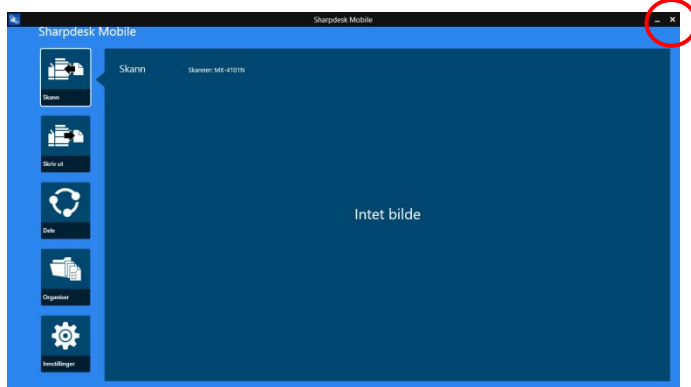 Sharpdesk Mobile
Sharpdesk Mobile
Skann
Skann Skanner: MX-4101N
Skriv ut
Intet bilde
Dele
Organiser
Innstillinger